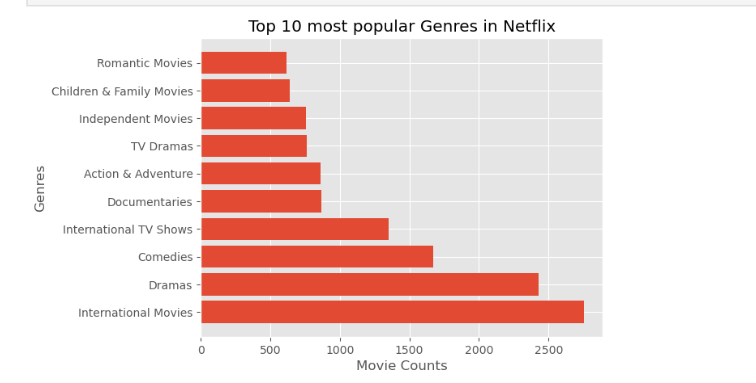 Top 10 most popular Genres in Netflix
Romantic Movies
Children & Family Movies
Independent Movies
TV Dramas
Action & Adventure
Documentaries
International TV Shows
Comedies
Dramas
International Movies
Genres
0 500 1000 1500 2000 2500
Movie Counts